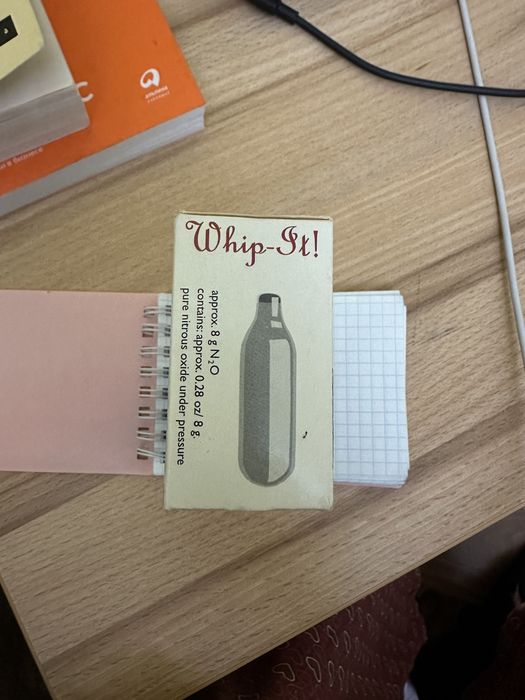 Whip-It!
approx. 8 g N₂O
contains: approx. 0.28 oz/ 8 g.
pure nitrous oxide under pressure